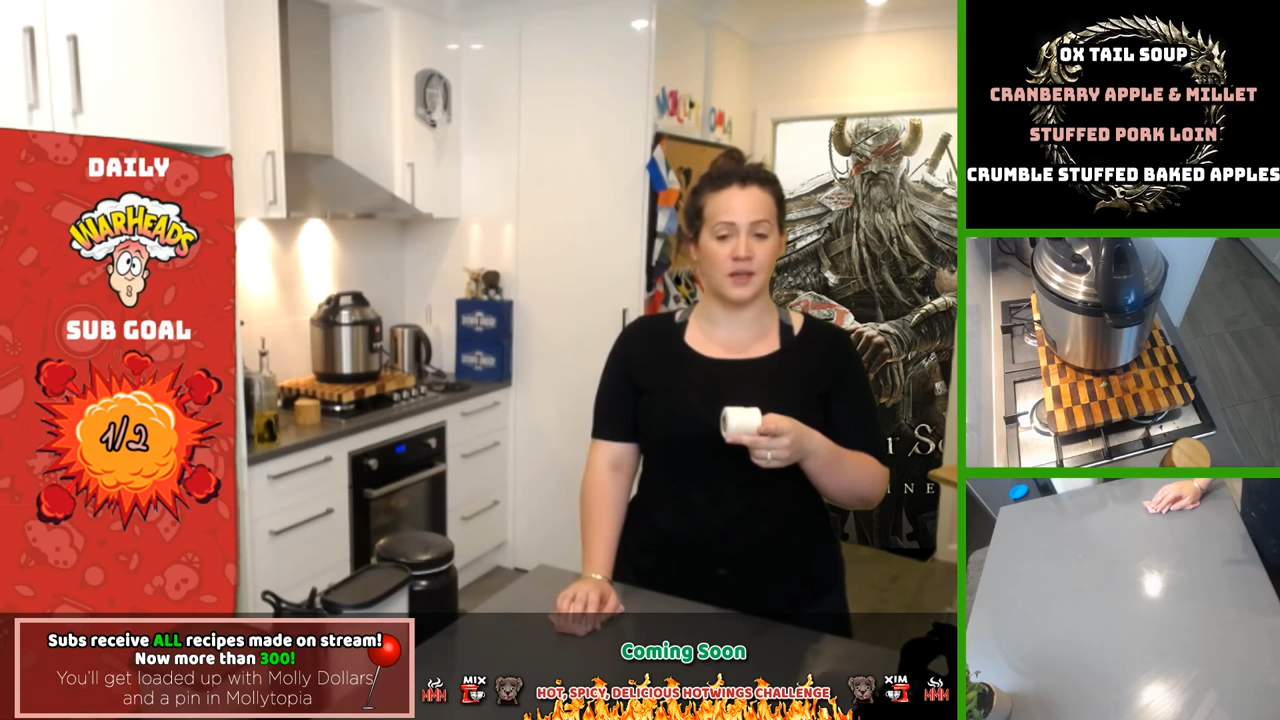 DAILY
WARHEADS
SUB GOAL
1/2
OX TAIL SOUP
CRANBERRY APPLE & MILLET
STUFFED PORK LOIN
CRUMBLE STUFFED BAKED APPLES
Subs receive ALL recipes made on stream!
Now more than 300!
You'll get loaded up with Molly Dollars
and a pin in Mollytopia
Coming Soon
MIX
HOT, SPICY, DELICIOUS HOTWINGS CHALLENGE
XIM